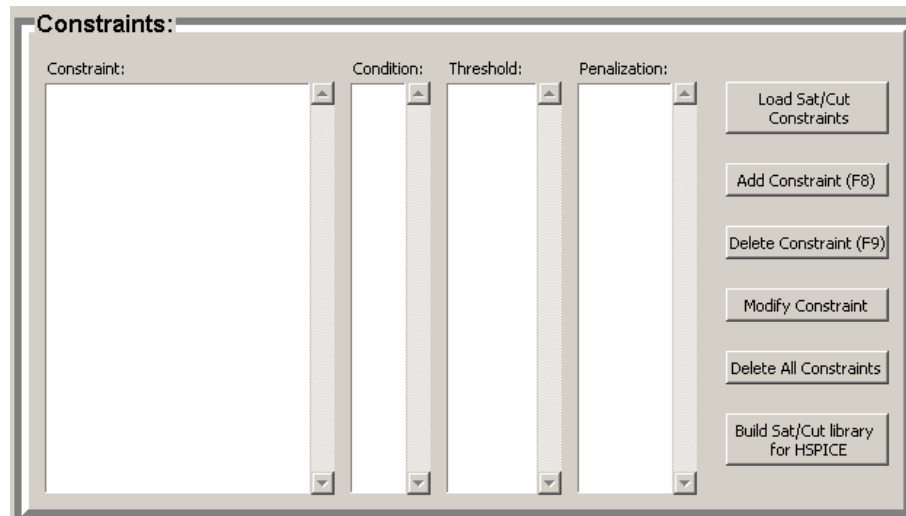 Constraints:
Constraint: Condition: Threshold: Penalization:
Load Sat/Cut
Constraints
Add Constraint (F8)
Delete Constraint (F9)
Modify Constraint
Delete All Constraints
Build Sat/Cut library
for HSPICE